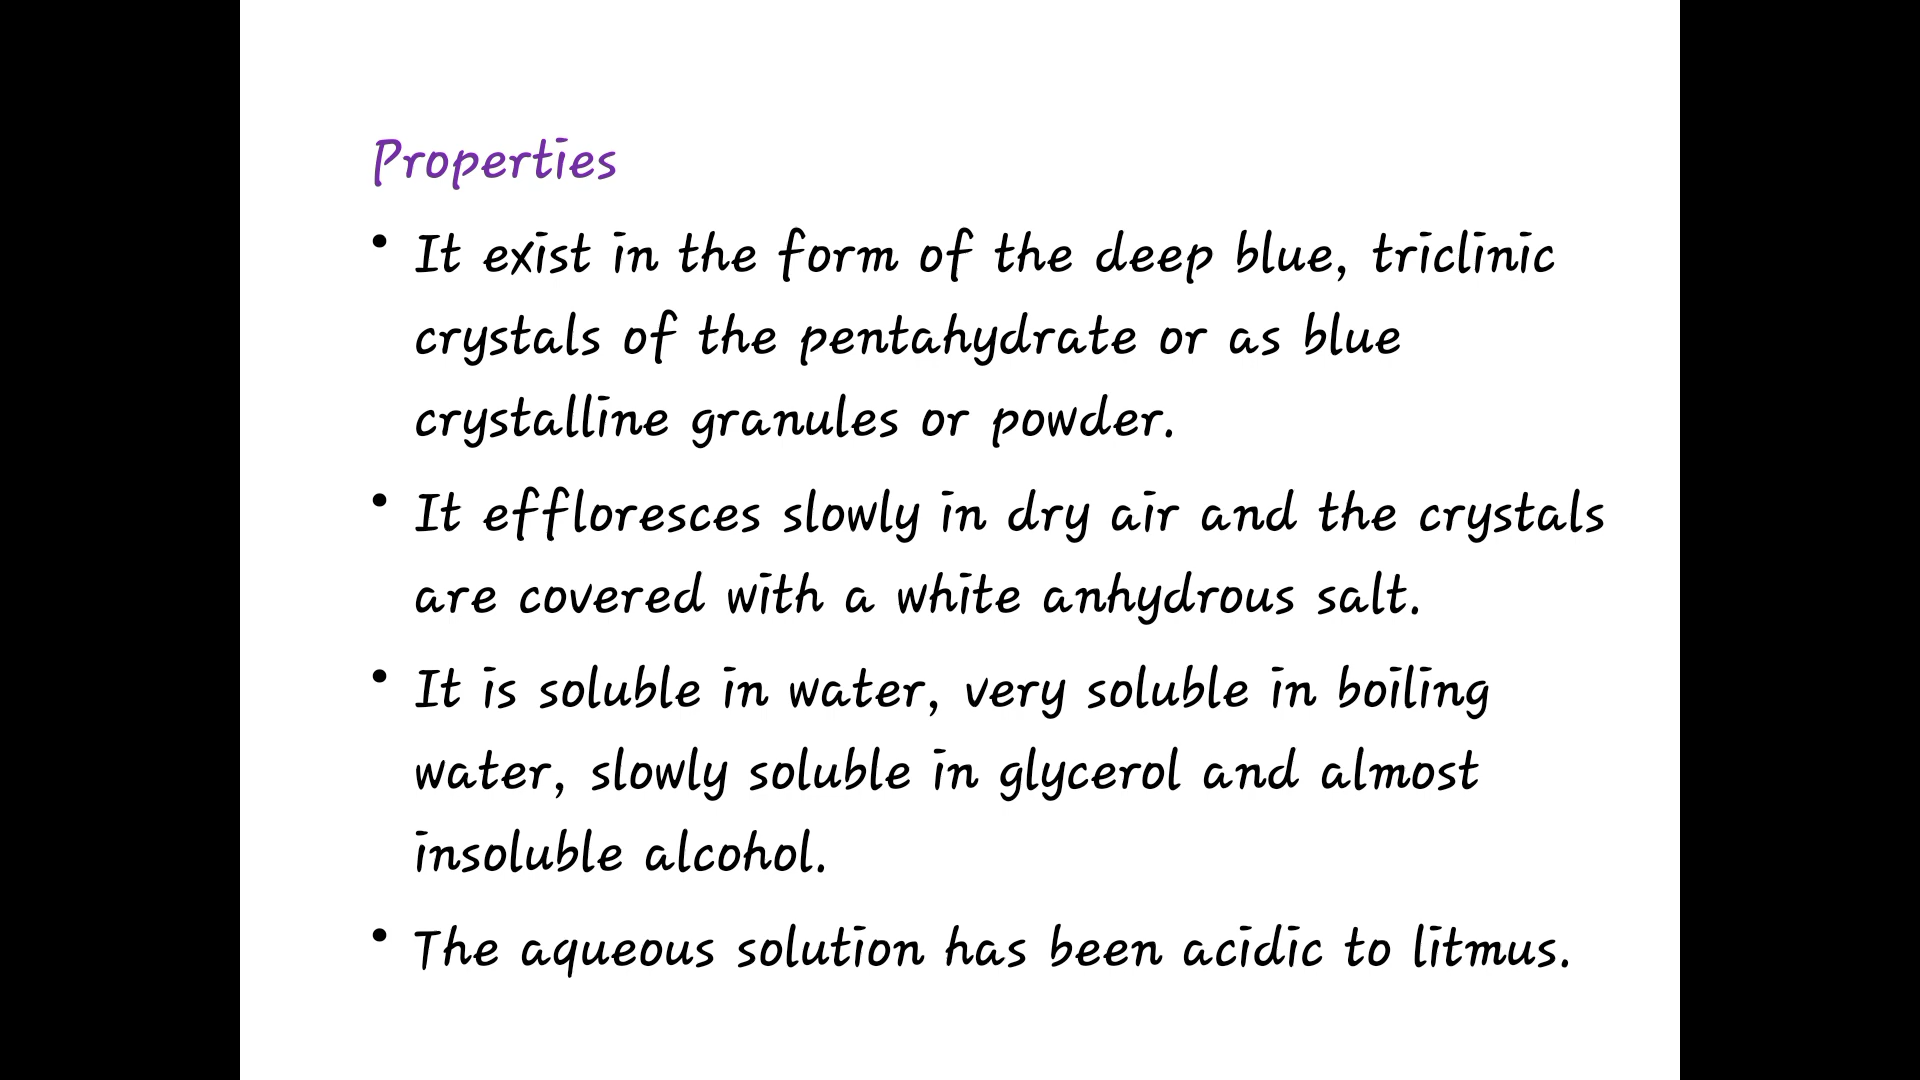 Properties
• It exist in the form of the deep blue, triclinic
crystals of the pentahydrate or as blue
crystalline granules or powder.
• It effloresces slowly in dry air and the crystals
are covered with a white anhydrous salt.
• It is soluble in water, very soluble in boiling
water, slowly soluble in glycerol and almost
insoluble alcohol.
• The aqueous solution has been acidic to litmus.